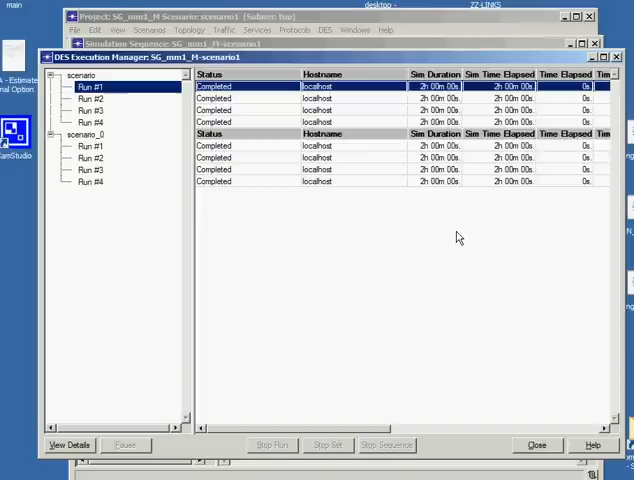 main
desktop -
ZZ-LINKS
Project: SG_mm1_M Scenario: scenario1
File Edit View Scenarios Topology Traffic Services Protocols DES Windows Help
Simulation Sequence: SG_mm1_M-scenario1
DES Execution Manager: SG_mm1_M-scenario1
A - Estimate
nal Option
CamStudio
scenario
Run #1
Run #2
Run #3
Run #4
scenario_0
Run #1
Run #2
Run #3
Run #4
Status Hostname Sim Duration Sim Time Elapsed Time Elapsed Tim
Completed localhost 2h 00m 00s. 2h 00m 00s. 0s.
Completed localhost 2h 00m 00s. 2h 00m 00s. 0s.
Completed localhost 2h 00m 00s. 2h 00m 00s. 0s.
Completed localhost 2h 00m 00s. 2h 00m 00s. 0s.
Status Hostname Sim Duration Sim Time Elapsed Time Elapsed Tim
Completed localhost 2h 00m 00s. 2h 00m 00s. 0s.
Completed localhost 2h 00m 00s. 2h 00m 00s. 0s.
Completed localhost 2h 00m 00s. 2h 00m 00s. 0s.
Completed localhost 2h 00m 00s. 2h 00m 00s. 0s.
View Details Pause Stop Run Stop Set Stop Sequence Close Help